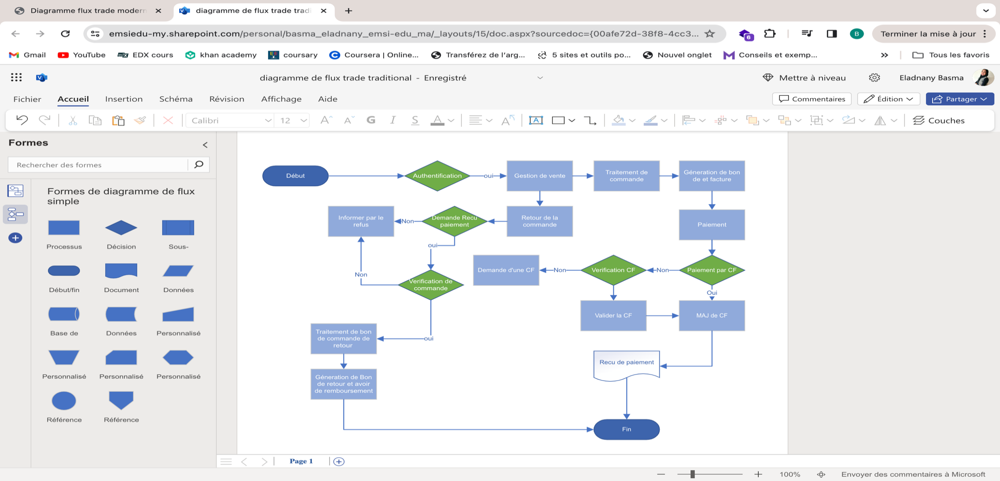 Diagramme flux trade modern
diagramme de flux trade tradi
emsiedu-my.sharepoint.com/personal/basma_eladnany_emsi-edu_ma/_layouts/15/doc.aspx?sourcedoc={00afe72d-38f8-4cc3...
6
B
Terminer la mise à jour
Gmail
YouTube
EDX cours
khan academy
coursary
Coursera | Online...
Transférez de l'arg...
5 sites et outils po...
Nouvel onglet
Conseils et exemp...
Tous les favoris
diagramme de flux trade traditional - Enregistré
Mettre à niveau
Eladnany Basma
Fichier
Accueil
Insertion
Schéma
Révision
Affichage
Aide
Commentaires
Édition
Partager
Calibri
12
G
I
S
A
Couches
Formes
Rechercher des formes
Formes de diagramme de flux
simple
Processus
Décision
Sous-
Début/fin
Document
Données
Base de
Données
Personnalisé
Personnalisé
Personnalisé
Personnalisé
Référence
Référence
Début
Authentification
oui
Gestion de vente
Traitement de
commande
Géneration de bon
de et facture
Informer par le
refus
Non
Demande Recu
paiement
Retour de la
commande
Paiement
oui
Non
Verification de
commande
Demande d'une CF
Non
Verification CF
Non
Paiement par CF
Oui
Valider la CF
MAJ de CF
Traitement de bon
de commande de
retour
oui
Recu de paiement
Géneration de Bon
de retour et avoir
de remboursement
Fin
Page 1
100%
Envoyer des commentaires à Microsoft